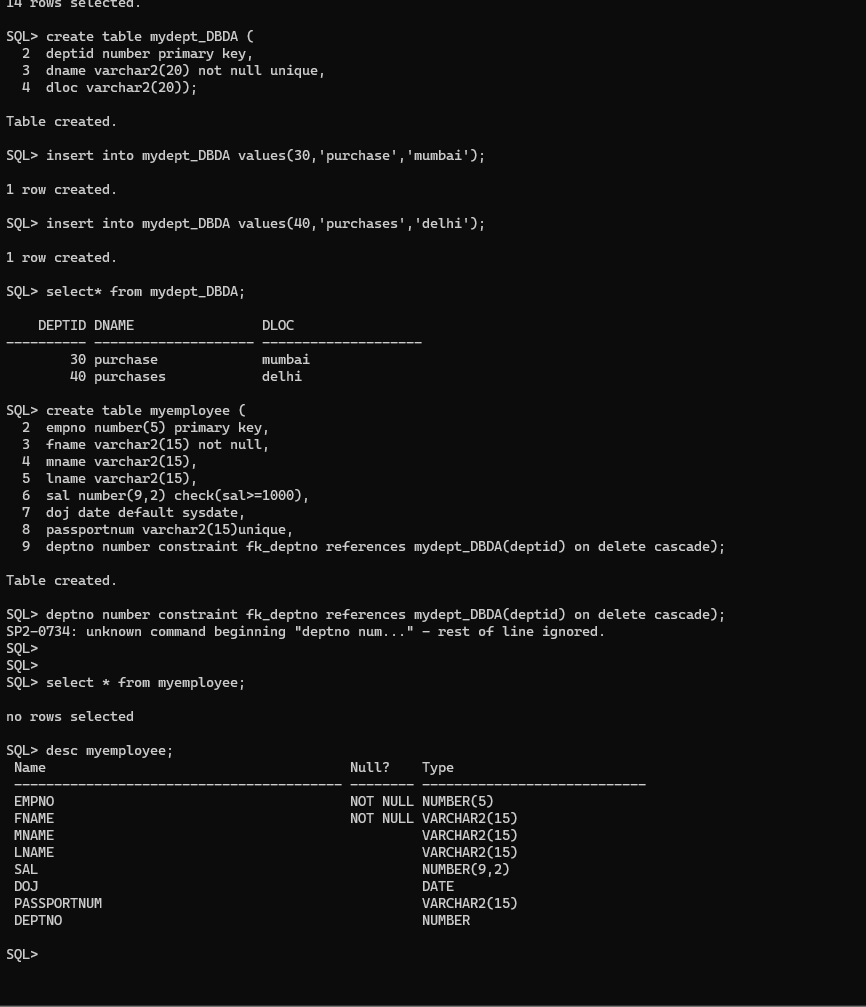 14 rows selected.
SQL> create table mydept_DBDA (
  2  deptid number primary key,
  3  dname varchar2(20) not null unique,
  4  dloc varchar2(20));
Table created.
SQL> insert into mydept_DBDA values(30,'purchase','mumbai');
1 row created.
SQL> insert into mydept_DBDA values(40,'purchases','delhi');
1 row created.
SQL> select* from mydept_DBDA;
    DEPTID DNAME                DLOC
---------- -------------------- --------------------
        30 purchase             mumbai
        40 purchases            delhi
SQL> create table myemployee (
  2  empno number(5) primary key,
  3  fname varchar2(15) not null,
  4  mname varchar2(15),
  5  lname varchar2(15),
  6  sal number(9,2) check(sal>=1000),
  7  doj date default sysdate,
  8  passportnum varchar2(15)unique,
  9  deptno number constraint fk_deptno references mydept_DBDA(deptid) on delete cascade);
Table created.
SQL> deptno number constraint fk_deptno references mydept_DBDA(deptid) on delete cascade);
SP2-0734: unknown command beginning "deptno num..." - rest of line ignored.
SQL>
SQL>
SQL> select * from myemployee;
no rows selected
SQL> desc myemployee;
 Name                                      Null?    Type
 ----------------------------------------- -------- ----------------------------
 EMPNO                                     NOT NULL NUMBER(5)
 FNAME                                     NOT NULL VARCHAR2(15)
 MNAME                                              VARCHAR2(15)
 LNAME                                              VARCHAR2(15)
 SAL                                                NUMBER(9,2)
 DOJ                                                DATE
 PASSPORTNUM                                        VARCHAR2(15)
 DEPTNO                                             NUMBER
SQL>